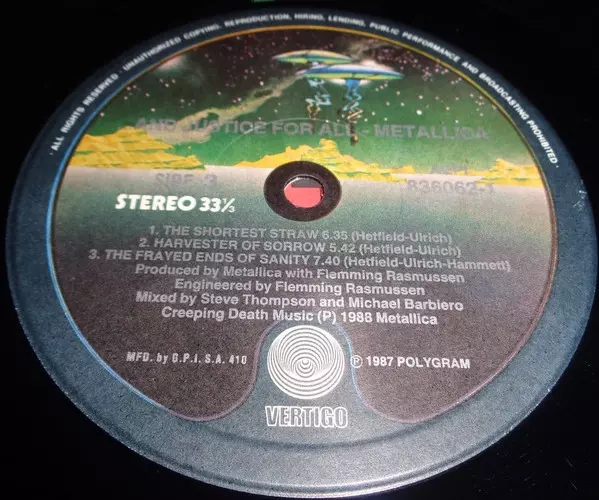 · ALL RIGHTS RESERVED · UNAUTHORIZED COPYING, REPRODUCTION, HIRING, LENDING, PUBLIC PERFORMANCE AND BROADCASTING PROHIBITED ·
AND JUSTICE FOR ALL - METALLICA
SIDE 3
836062-1
STEREO 33⅓
1. THE SHORTEST STRAW 6.35 (Hetfield-Ulrich)
2. HARVESTER OF SORROW 5.42 (Hetfield-Ulrich)
3. THE FRAYED ENDS OF SANITY 7.40 (Hetfield-Ulrich-Hammett)
Produced by Metallica with Flemming Rasmussen
Engineered by Flemming Rasmussen
Mixed by Steve Thompson and Michael Barbiero
Creeping Death Music (P) 1988 Metallica
MFD. by G.P.I. S.A. 410
℗ 1987 POLYGRAM
VERTIGO